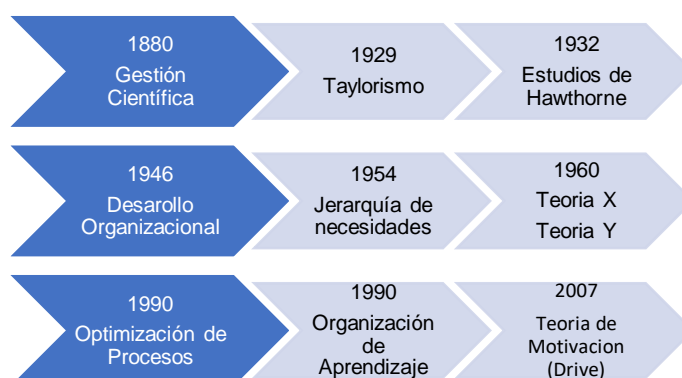 1880
Gestión
Científica
1929
Taylorismo
1932
Estudios de
Hawthorne
1946
Desarollo
Organizacional
1954
Jerarquía de
necesidades
1960
Teoria X
Teoria Y
1990
Optimización de
Procesos
1990
Organización
de
Aprendizaje
2007
Teoria de
Motivacion
(Drive)